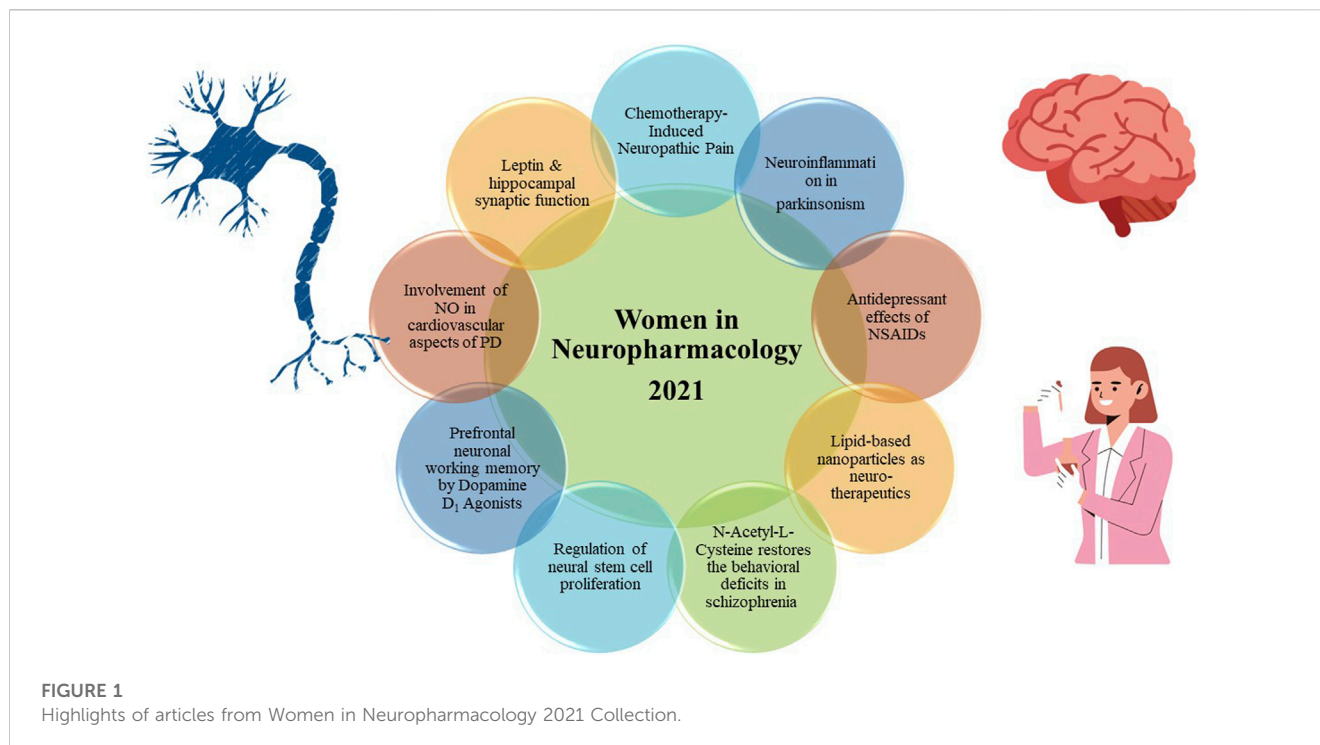 Chemotherapy-
Induced
Neuropathic Pain
Neuroinflammati
on in
parkinsonism
Antidepressant
effects of
NSAIDs
Lipid-based
nanoparticles as
neuro-
therapeutics
N-Acetyl-L-
Cysteine restores
the behavioral
deficits in
schizophrenia
Regulation of
neural stem cell
proliferation
Prefrontal
neuronal
working memory
by Dopamine
D₁ Agonists
Involvement of
NO in
cardiovascular
aspects of PD
Leptin &
hippocampal
synaptic function
Women in
Neuropharmacology
2021
FIGURE 1
Highlights of articles from Women in Neuropharmacology 2021 Collection.